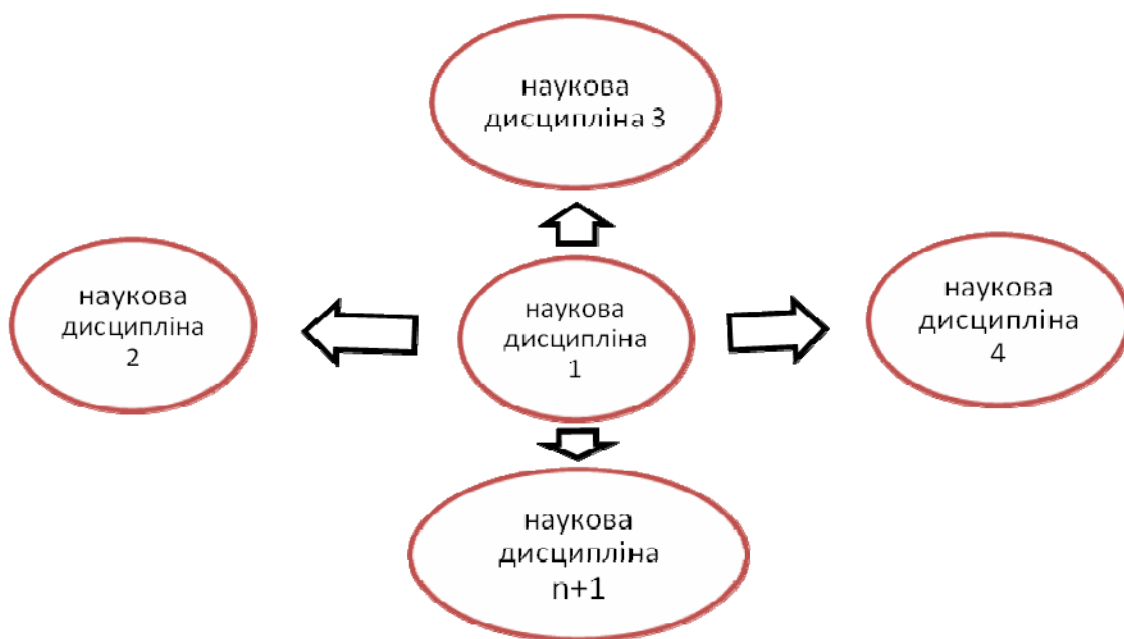 наукова
дисципліна 3
наукова
дисципліна
2
наукова
дисципліна
1
наукова
дисципліна
4
наукова
дисципліна
n+1